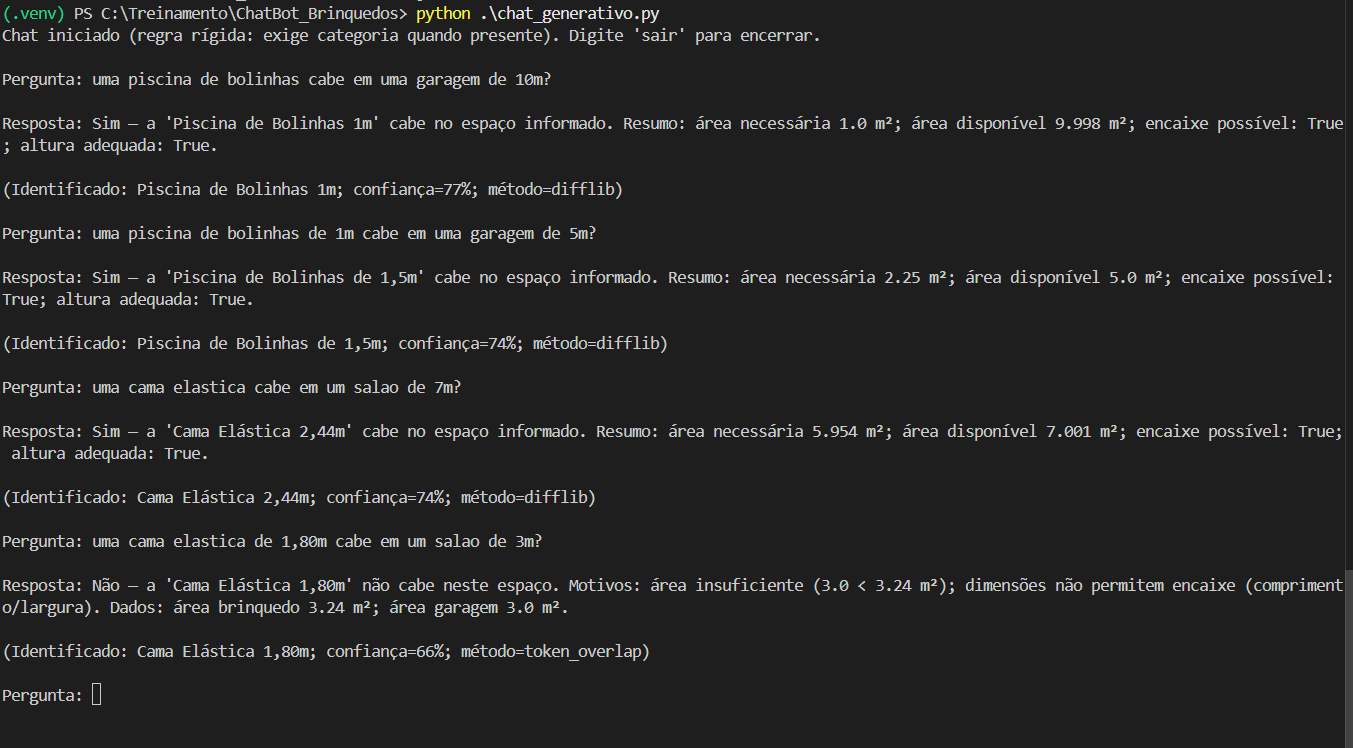 (.venv) PS C:\Treinamento\ChatBot_Brinquedos> python .\chat_generativo.py
Chat iniciado (regra rígida: exige categoria quando presente). Digite 'sair' para encerrar.
Pergunta: uma piscina de bolinhas cabe em uma garagem de 10m?
Resposta: Sim — a 'Piscina de Bolinhas 1m' cabe no espaço informado. Resumo: área necessária 1.0 m²; área disponível 9.998 m²; encaixe possível: True
; altura adequada: True.
(Identificado: Piscina de Bolinhas 1m; confiança=77%; método=difflib)
Pergunta: uma piscina de bolinhas de 1m cabe em uma garagem de 5m?
Resposta: Sim — a 'Piscina de Bolinhas de 1,5m' cabe no espaço informado. Resumo: área necessária 2.25 m²; área disponível 5.0 m²; encaixe possível:
True; altura adequada: True.
(Identificado: Piscina de Bolinhas de 1,5m; confiança=74%; método=difflib)
Pergunta: uma cama elastica cabe em um salao de 7m?
Resposta: Sim — a 'Cama Elástica 2,44m' cabe no espaço informado. Resumo: área necessária 5.954 m²; área disponível 7.001 m²; encaixe possível: True;
altura adequada: True.
(Identificado: Cama Elástica 2,44m; confiança=74%; método=difflib)
Pergunta: uma cama elastica de 1,80m cabe em um salao de 3m?
Resposta: Não — a 'Cama Elástica 1,80m' não cabe neste espaço. Motivos: área insuficiente (3.0 < 3.24 m²); dimensões não permitem encaixe (compriment
o/largura). Dados: área brinquedo 3.24 m²; área garagem 3.0 m².
(Identificado: Cama Elástica 1,80m; confiança=66%; método=token_overlap)
Pergunta: